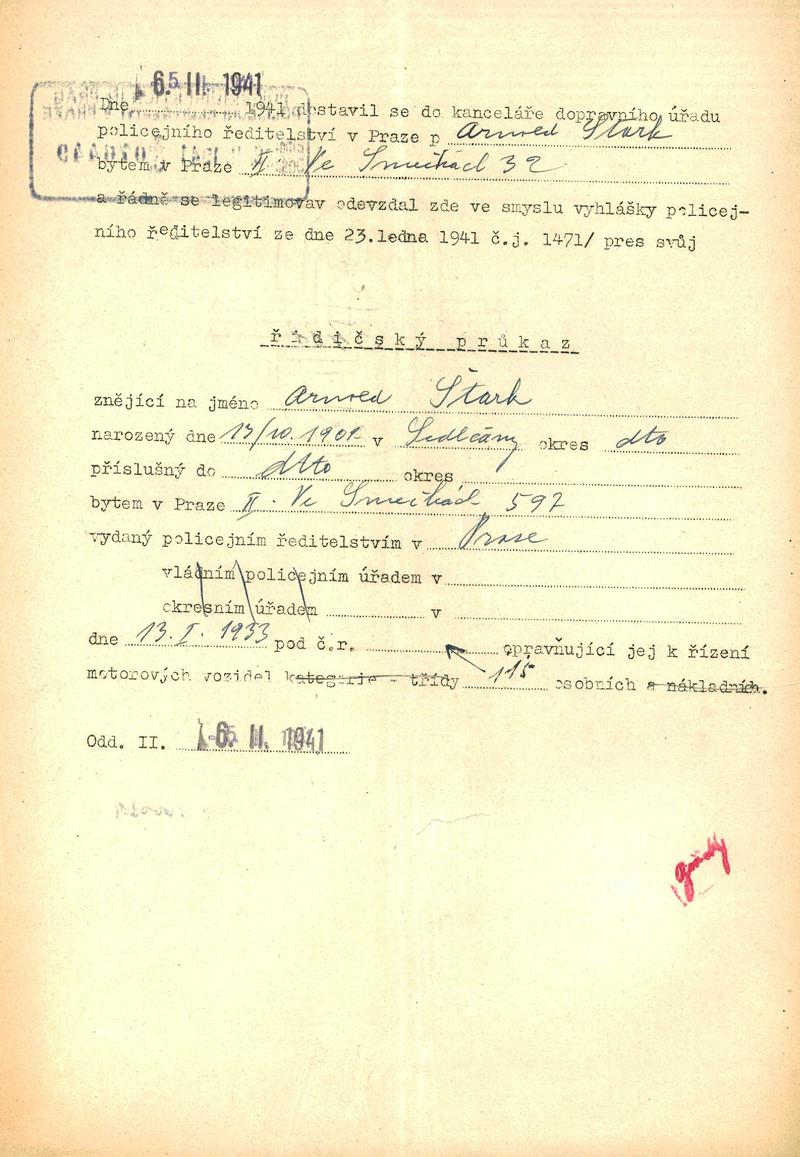 6. II. 1941
Dne 1941 dostavil se do kanceláře dopravního úřadu
policejního ředitelství v Praze p Stark
bytem v Praze II. Ve Smečkách 32
a řádně se legitimovav odevzdal zde ve smyslu vyhlášky policej-
ního ředitelství ze dne 23.ledna 1941 č.j. 1471/ pres svůj
řidičský průkaz
znějící na jméno Stark
narozený dne 13/10. 1902 v Sedlčany okres dto
příslušný do dtto okres
bytem v Praze II. Ve Smečkách 597
vydaný policejním ředitelstvím v Praze
vládním policejním úřadem v
okresním úřadem v
dne 13. I. 1933 pod č.r. opravňující jej k řízení
motorových vozidel kategorie - třídy 115 osobních a nákladních.
Odd. II. 6. II. 1941